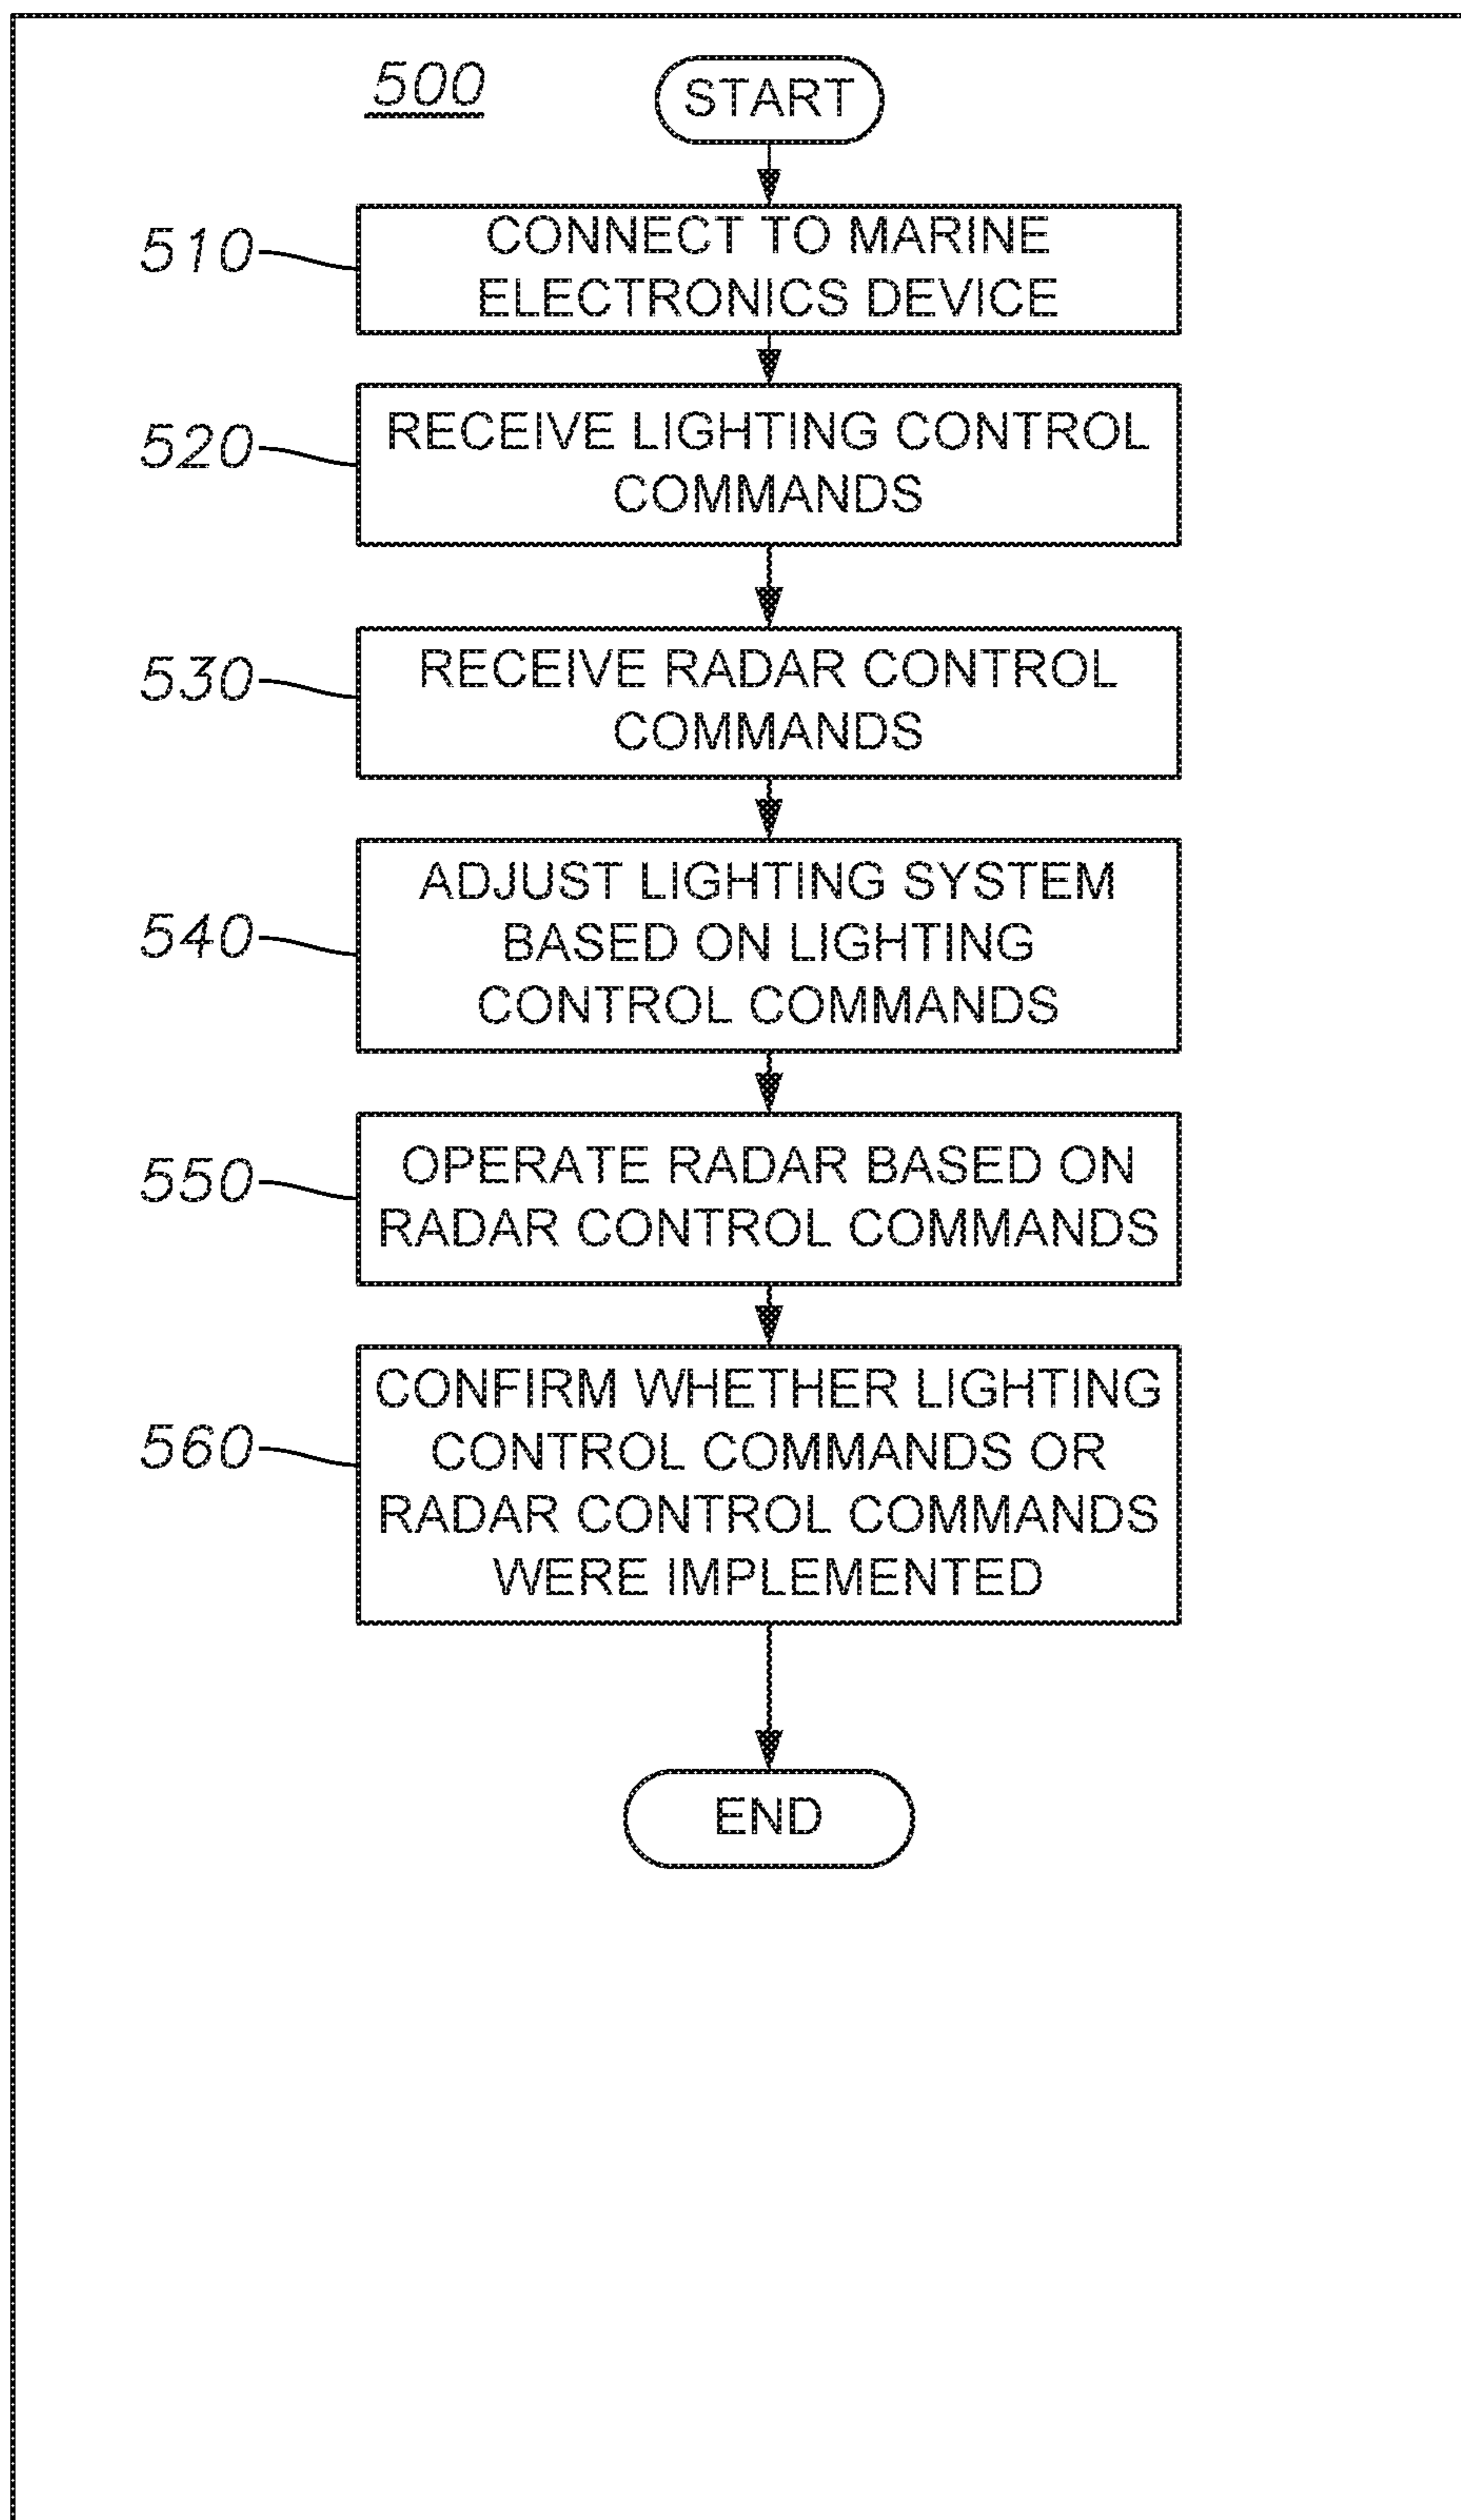 500
START
510
CONNECT TO MARINE
ELECTRONICS DEVICE
520
RECEIVE LIGHTING CONTROL
COMMANDS
530
RECEIVE RADAR CONTROL
COMMANDS
540
ADJUST LIGHTING SYSTEM
BASED ON LIGHTING
CONTROL COMMANDS
550
OPERATE RADAR BASED ON
RADAR CONTROL COMMANDS
560
CONFIRM WHETHER LIGHTING
CONTROL COMMANDS OR
RADAR CONTROL COMMANDS
WERE IMPLEMENTED
END